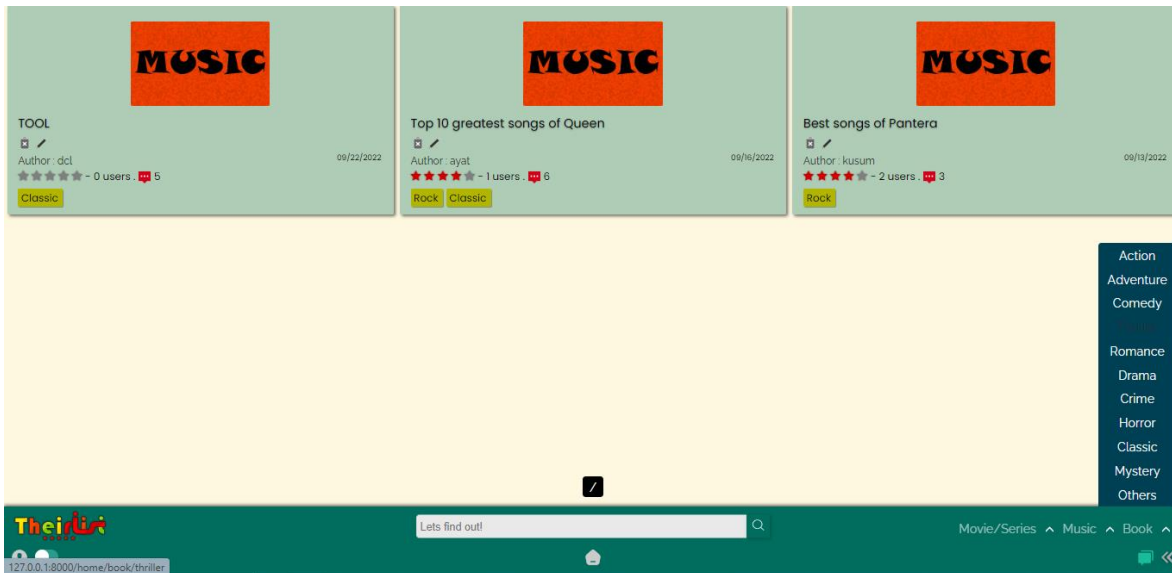 MUSIC
TOOL
Author : dcl
09/22/2022
- 0 users . 5
Classic
MUSIC
Top 10 greatest songs of Queen
Author : ayat
09/16/2022
- 1 users . 6
Rock Classic
MUSIC
Best songs of Pantera
Author : kusum
09/13/2022
- 2 users . 3
Rock
Action
Adventure
Comedy
Romance
Drama
Crime
Horror
Classic
Mystery
Others
/
TheirList
Lets find out!
Movie/Series Music Book
127.0.0.1:8000/home/book/thriller